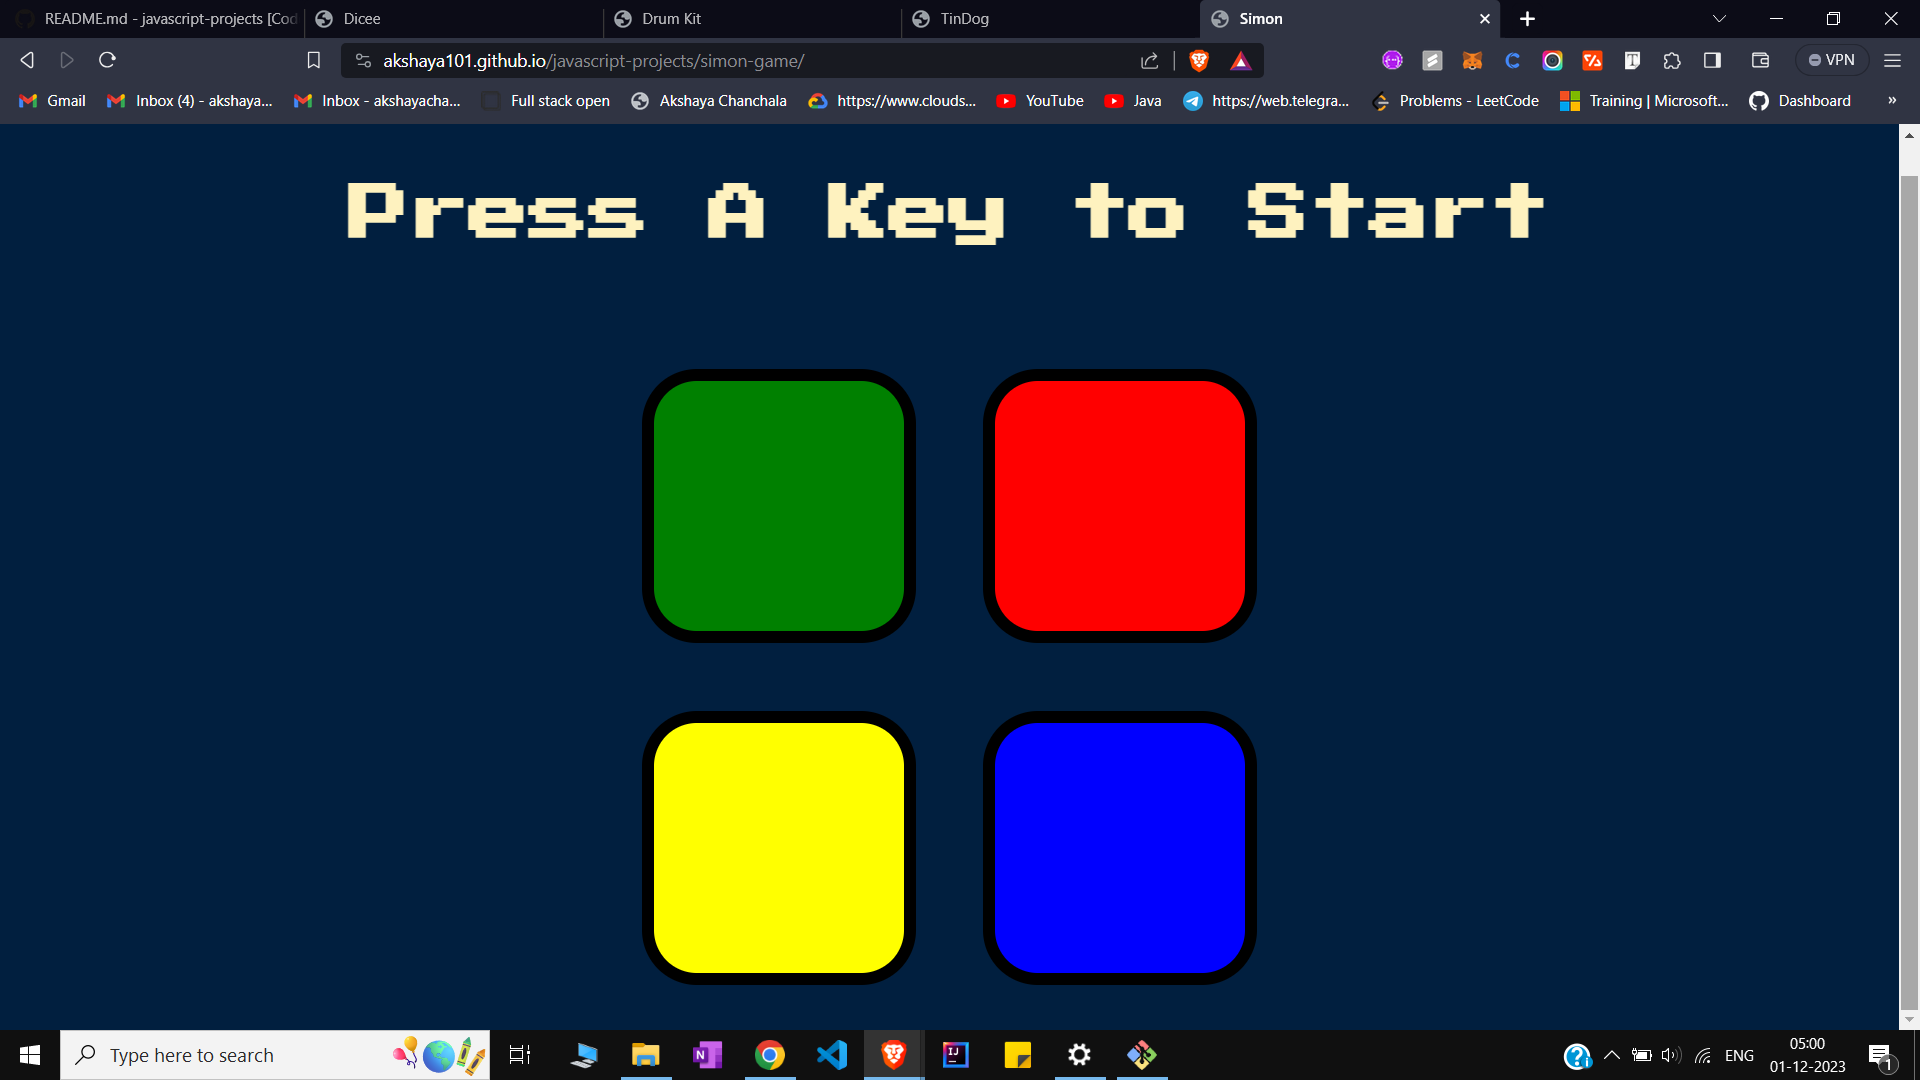 README.md - javascript-projects [Cod
Dicee
Drum Kit
TinDog
Simon
akshaya101.github.io/javascript-projects/simon-game/
VPN
Gmail
Inbox (4) - akshaya...
Inbox - akshayacha...
Full stack open
Akshaya Chanchala
https://www.clouds...
YouTube
Java
https://web.telegra...
Problems - LeetCode
Training | Microsoft...
Dashboard
»
Press A Key to Start
Type here to search
ENG
05:00
01-12-2023
1